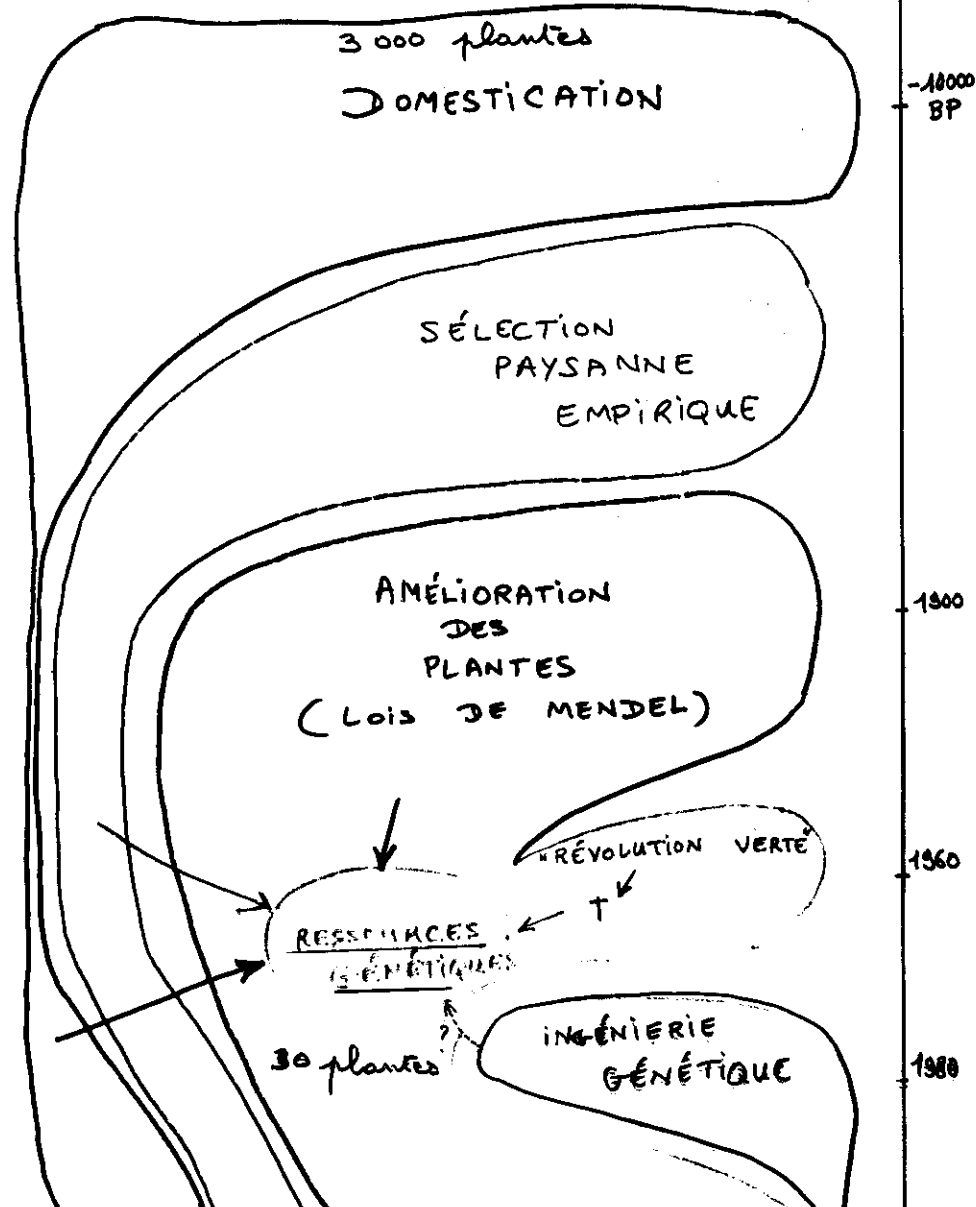 3 000 plantes
DOMESTICATION
-10000
BP
SÉLECTION
PAYSANNE
EMPIRIQUE
AMÉLIORATION
DES
PLANTES
(LOIS DE MENDEL)
1900
"RÉVOLUTION VERTE"
1960
†
RESSOURCES
GÉNÉTIQUES
?
30 plantes
INGÉNIERIE
GÉNÉTIQUE
1980